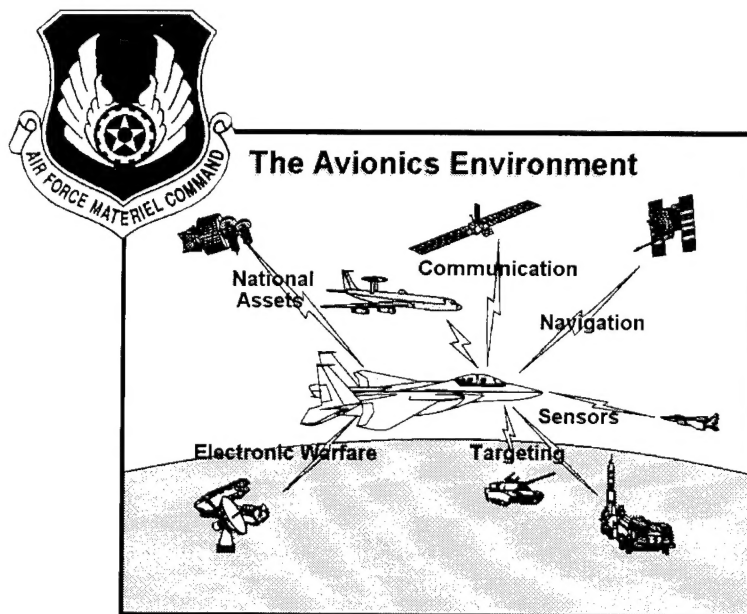 AIR FORCE MATERIEL COMMAND
The Avionics Environment
National
Assets
Communication
Navigation
Sensors
Electronic Warfare
Targeting